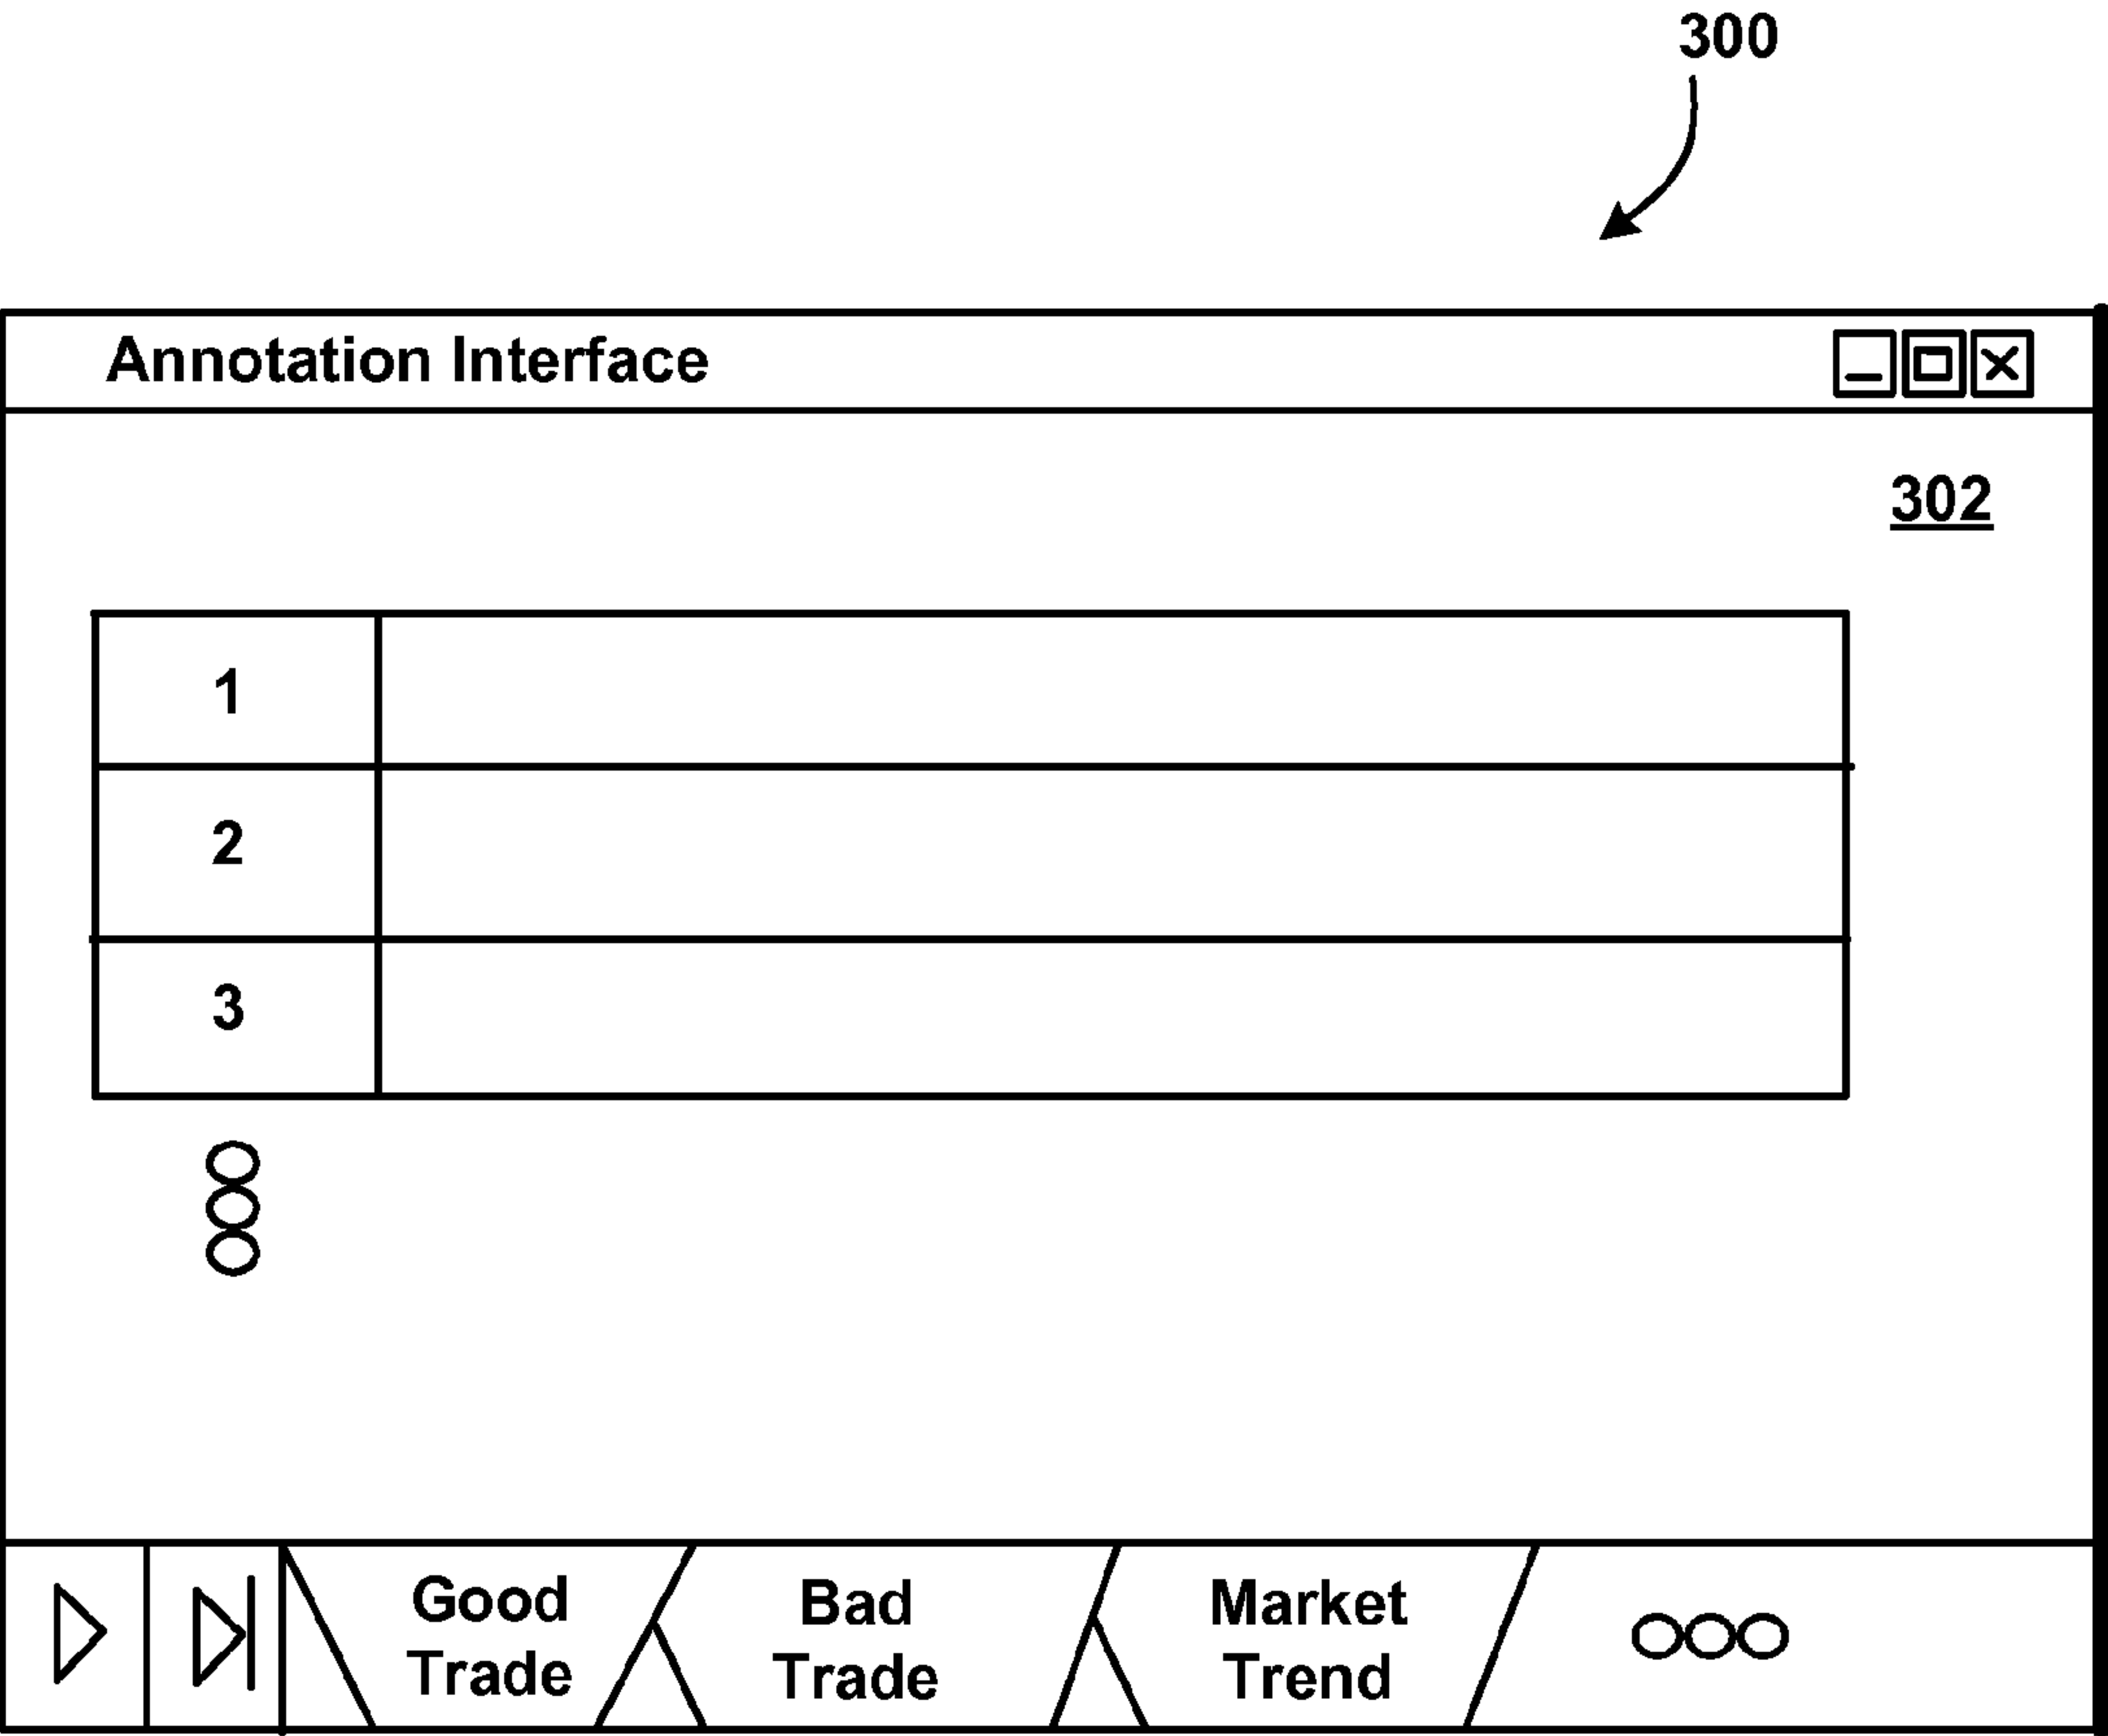 300
Annotation Interface
302
1
2
3
Good
Trade
Bad
Trade
Market
Trend